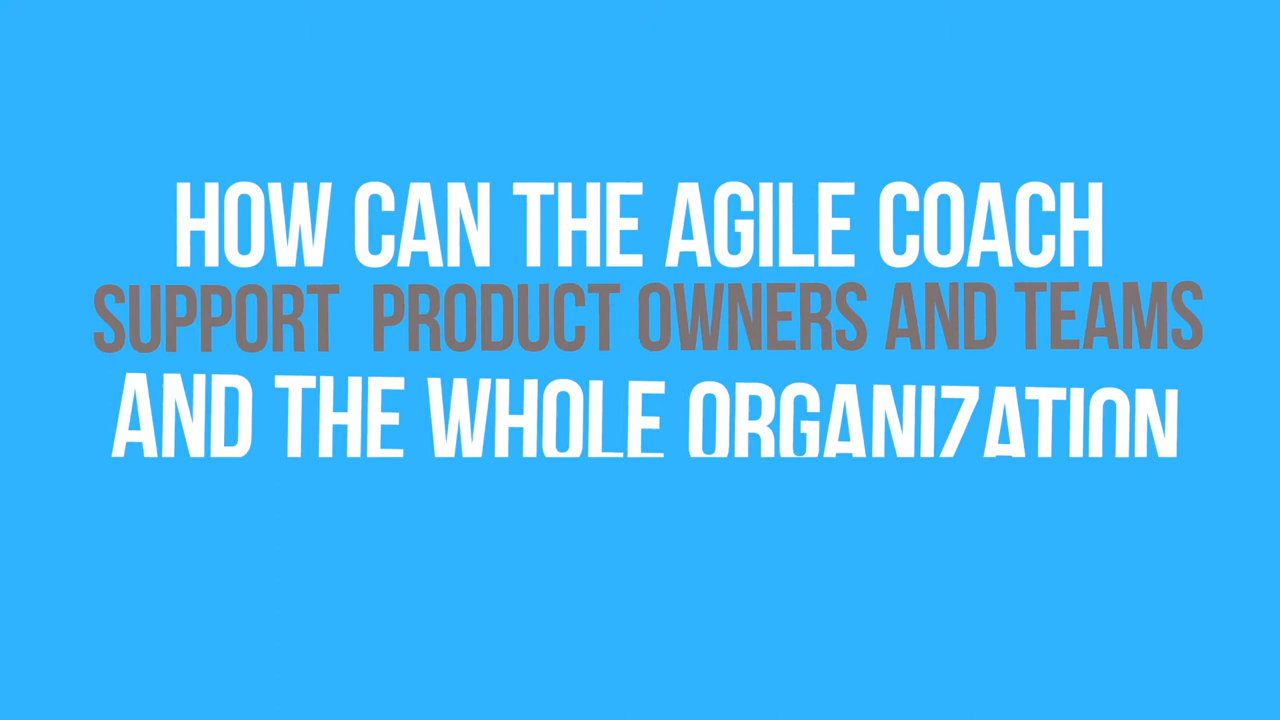 HOW CAN THE AGILE COACH
SUPPORT PRODUCT OWNERS AND TEAMS
AND THE WHOLE ORGANIZATION